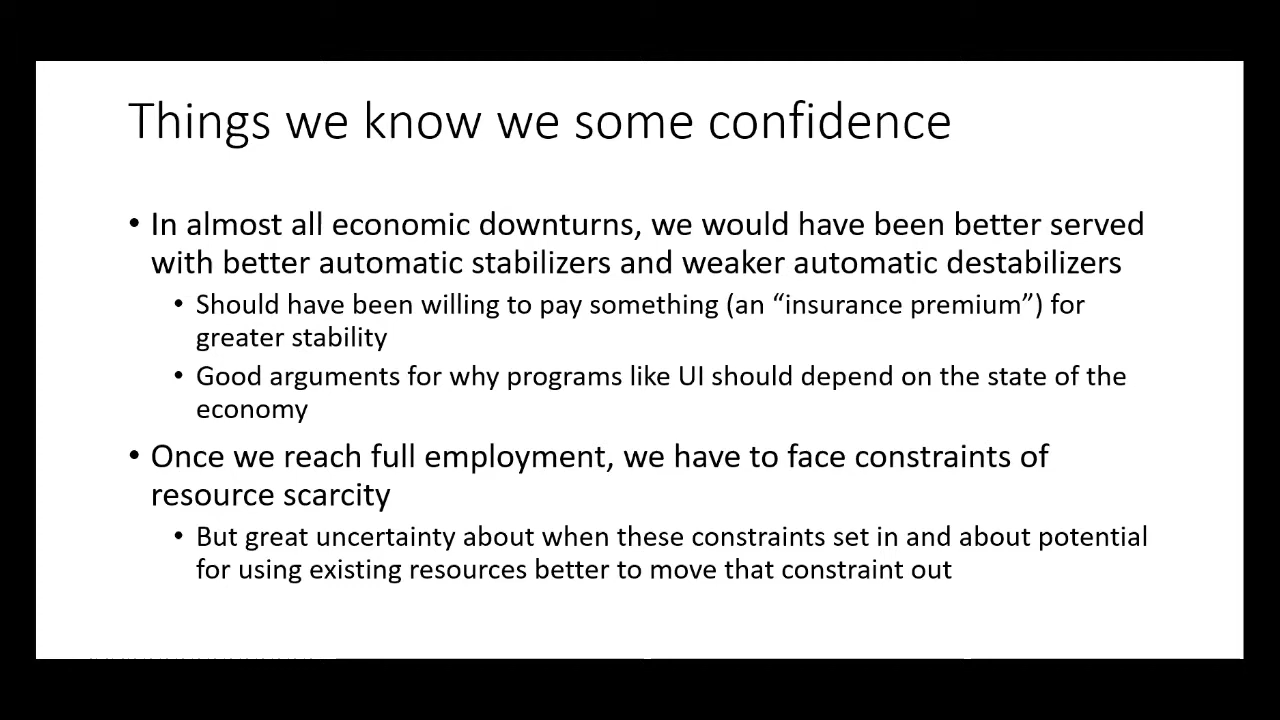 Things we know we some confidence
• In almost all economic downturns, we would have been better served
with better automatic stabilizers and weaker automatic destabilizers
• Should have been willing to pay something (an “insurance premium”) for
greater stability
• Good arguments for why programs like UI should depend on the state of the
economy
• Once we reach full employment, we have to face constraints of
resource scarcity
• But great uncertainty about when these constraints set in and about potential
for using existing resources better to move that constraint out